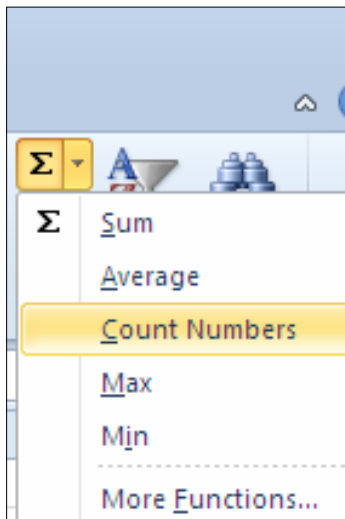 Σ
Σ Sum
Average
Count Numbers
Max
Min
More Functions...